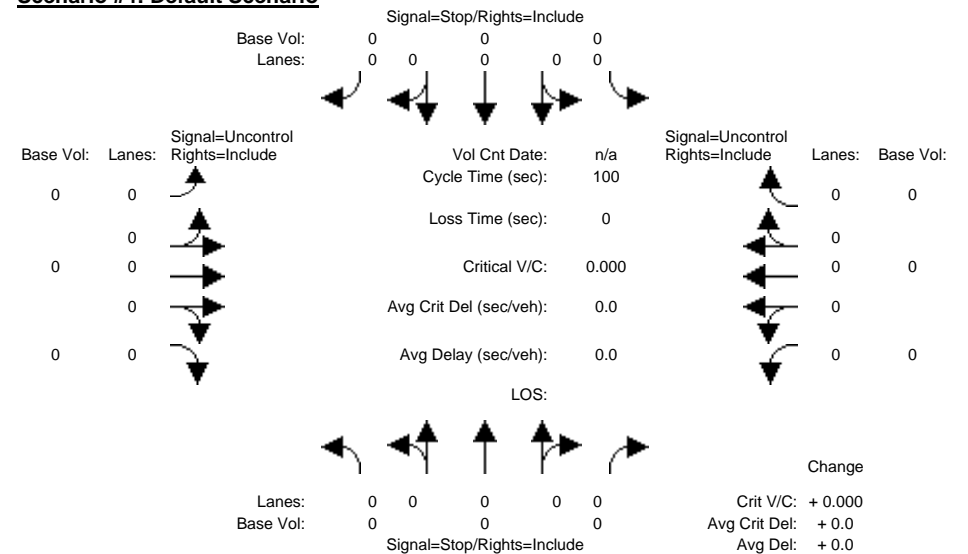 Scenario #1: Default Scenario
Signal=Stop/Rights=Include
Base Vol: 0 0 0
Lanes: 0 0 0 0 0
Signal=Uncontrol
Base Vol: Lanes: Rights=Include
0 0
0
0 0
0
0 0
Vol Cnt Date: n/a
Cycle Time (sec): 100
Loss Time (sec): 0
Critical V/C: 0.000
Avg Crit Del (sec/veh): 0.0
Avg Delay (sec/veh): 0.0
LOS:
Signal=Uncontrol
Rights=Include Lanes: Base Vol:
0 0
0
0 0
0
0 0
Lanes: 0 0 0 0 0
Base Vol: 0 0 0
Signal=Stop/Rights=Include
Change
Crit V/C: + 0.000
Avg Crit Del: + 0.0
Avg Del: + 0.0